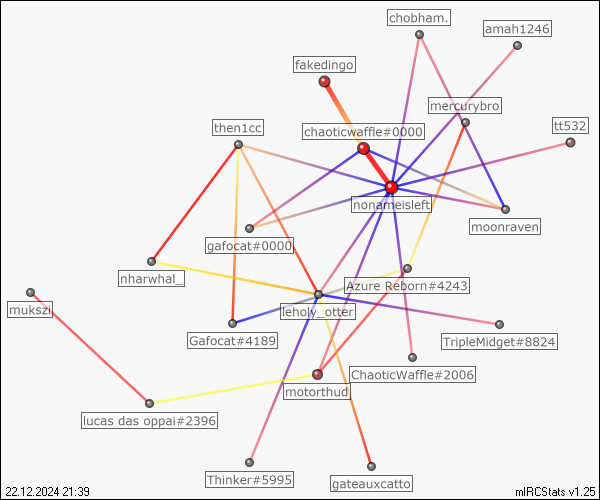 chobham.
amah1246
fakedingo
mercurybro
then1cc
chaoticwaffle#0000
tt532
nonameisleft
moonraven
gafocat#0000
nharwhal_
Azure Reborn#4243
mukszi
leholy_otter
Gafocat#4189
TripleMidget#8824
ChaoticWaffle#2006
motorthud
lucas das oppai#2396
Thinker#5995
gateauxcatto
22.12.2024 21:39
mIRCStats v1.25